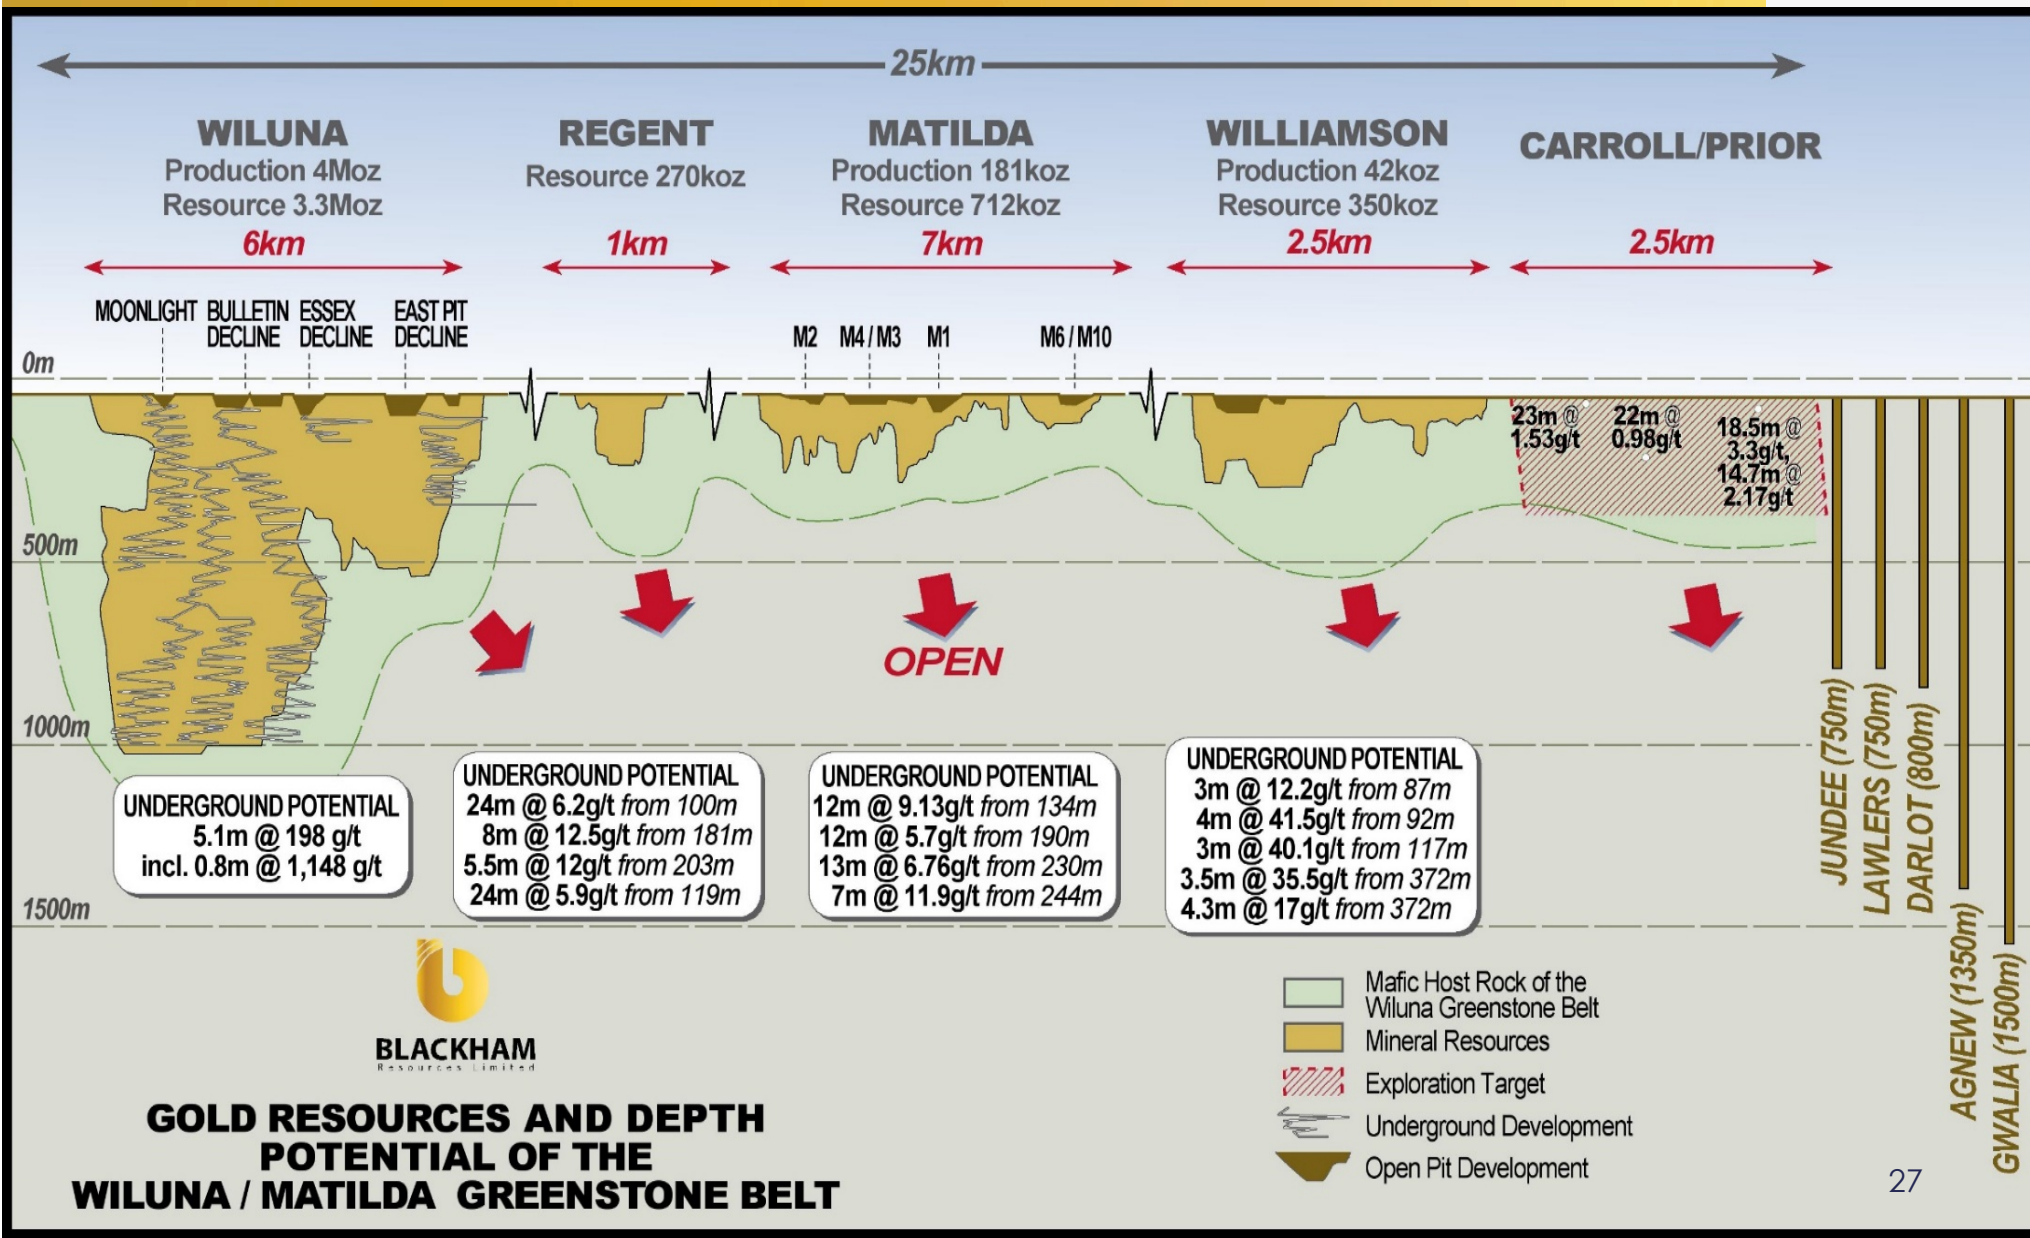 25km
WILUNA
Production 4Moz
Resource 3.3Moz
6km
REGENT
Resource 270koz
1km
MATILDA
Production 181koz
Resource 712koz
7km
WILLIAMSON
Production 42koz
Resource 350koz
2.5km
CARROLL/PRIOR
2.5km
MOONLIGHT
BULLETIN
DECLINE
ESSEX
DECLINE
EAST PIT
DECLINE
M2
M4 / M3
M1
M6 / M10
0m
500m
1000m
1500m
23m @
1.53g/t
22m @
0.98g/t
18.5m @
3.3g/t,
14.7m @
2.17g/t
OPEN
UNDERGROUND POTENTIAL
5.1m @ 198 g/t
incl. 0.8m @ 1,148 g/t
UNDERGROUND POTENTIAL
24m @ 6.2g/t from 100m
8m @ 12.5g/t from 181m
5.5m @ 12g/t from 203m
24m @ 5.9g/t from 119m
UNDERGROUND POTENTIAL
12m @ 9.13g/t from 134m
12m @ 5.7g/t from 190m
13m @ 6.76g/t from 230m
7m @ 11.9g/t from 244m
UNDERGROUND POTENTIAL
3m @ 12.2g/t from 87m
4m @ 41.5g/t from 92m
3m @ 40.1g/t from 117m
3.5m @ 35.5g/t from 372m
4.3m @ 17g/t from 372m
JUNDEE (750m)
LAWLERS (750m)
DARLOT (800m)
AGNEW (1350m)
GWALIA (1500m)
BLACKHAM
Resources Limited
GOLD RESOURCES AND DEPTH
POTENTIAL OF THE
WILUNA / MATILDA GREENSTONE BELT
Mafic Host Rock of the
Wiluna Greenstone Belt
Mineral Resources
Exploration Target
Underground Development
Open Pit Development
27